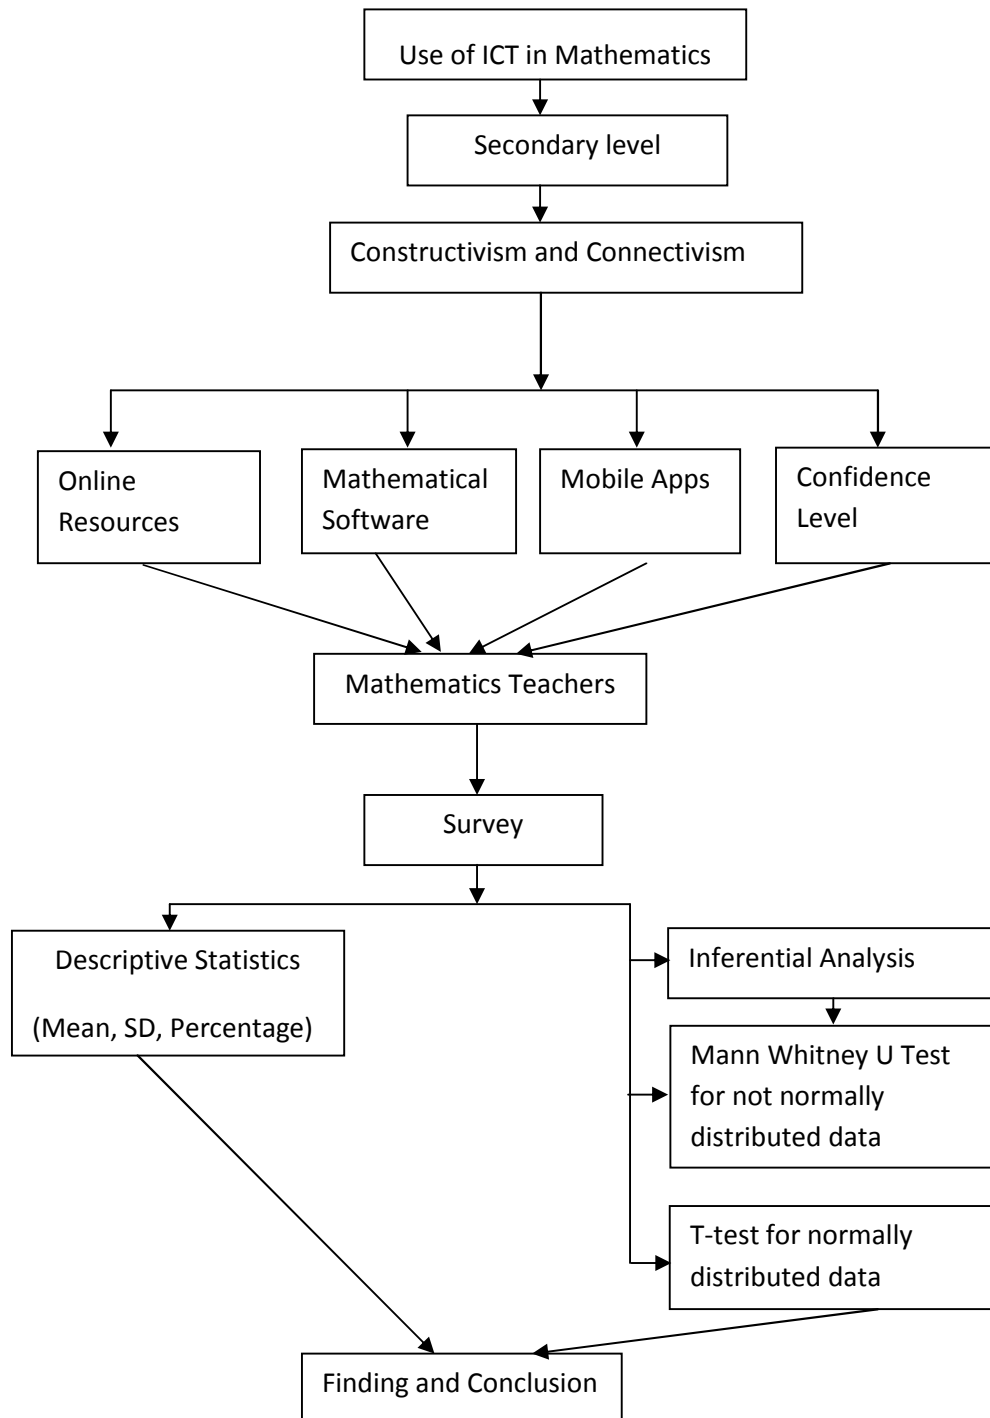 Use of ICT in Mathematics
Secondary level
Constructivism and Connectivism
Online
Resources
Mathematical
Software
Mobile Apps
Confidence
Level
Mathematics Teachers
Survey
Descriptive Statistics
(Mean, SD, Percentage)
Inferential Analysis
Mann Whitney U Test
for not normally
distributed data
T-test for normally
distributed data
Finding and Conclusion